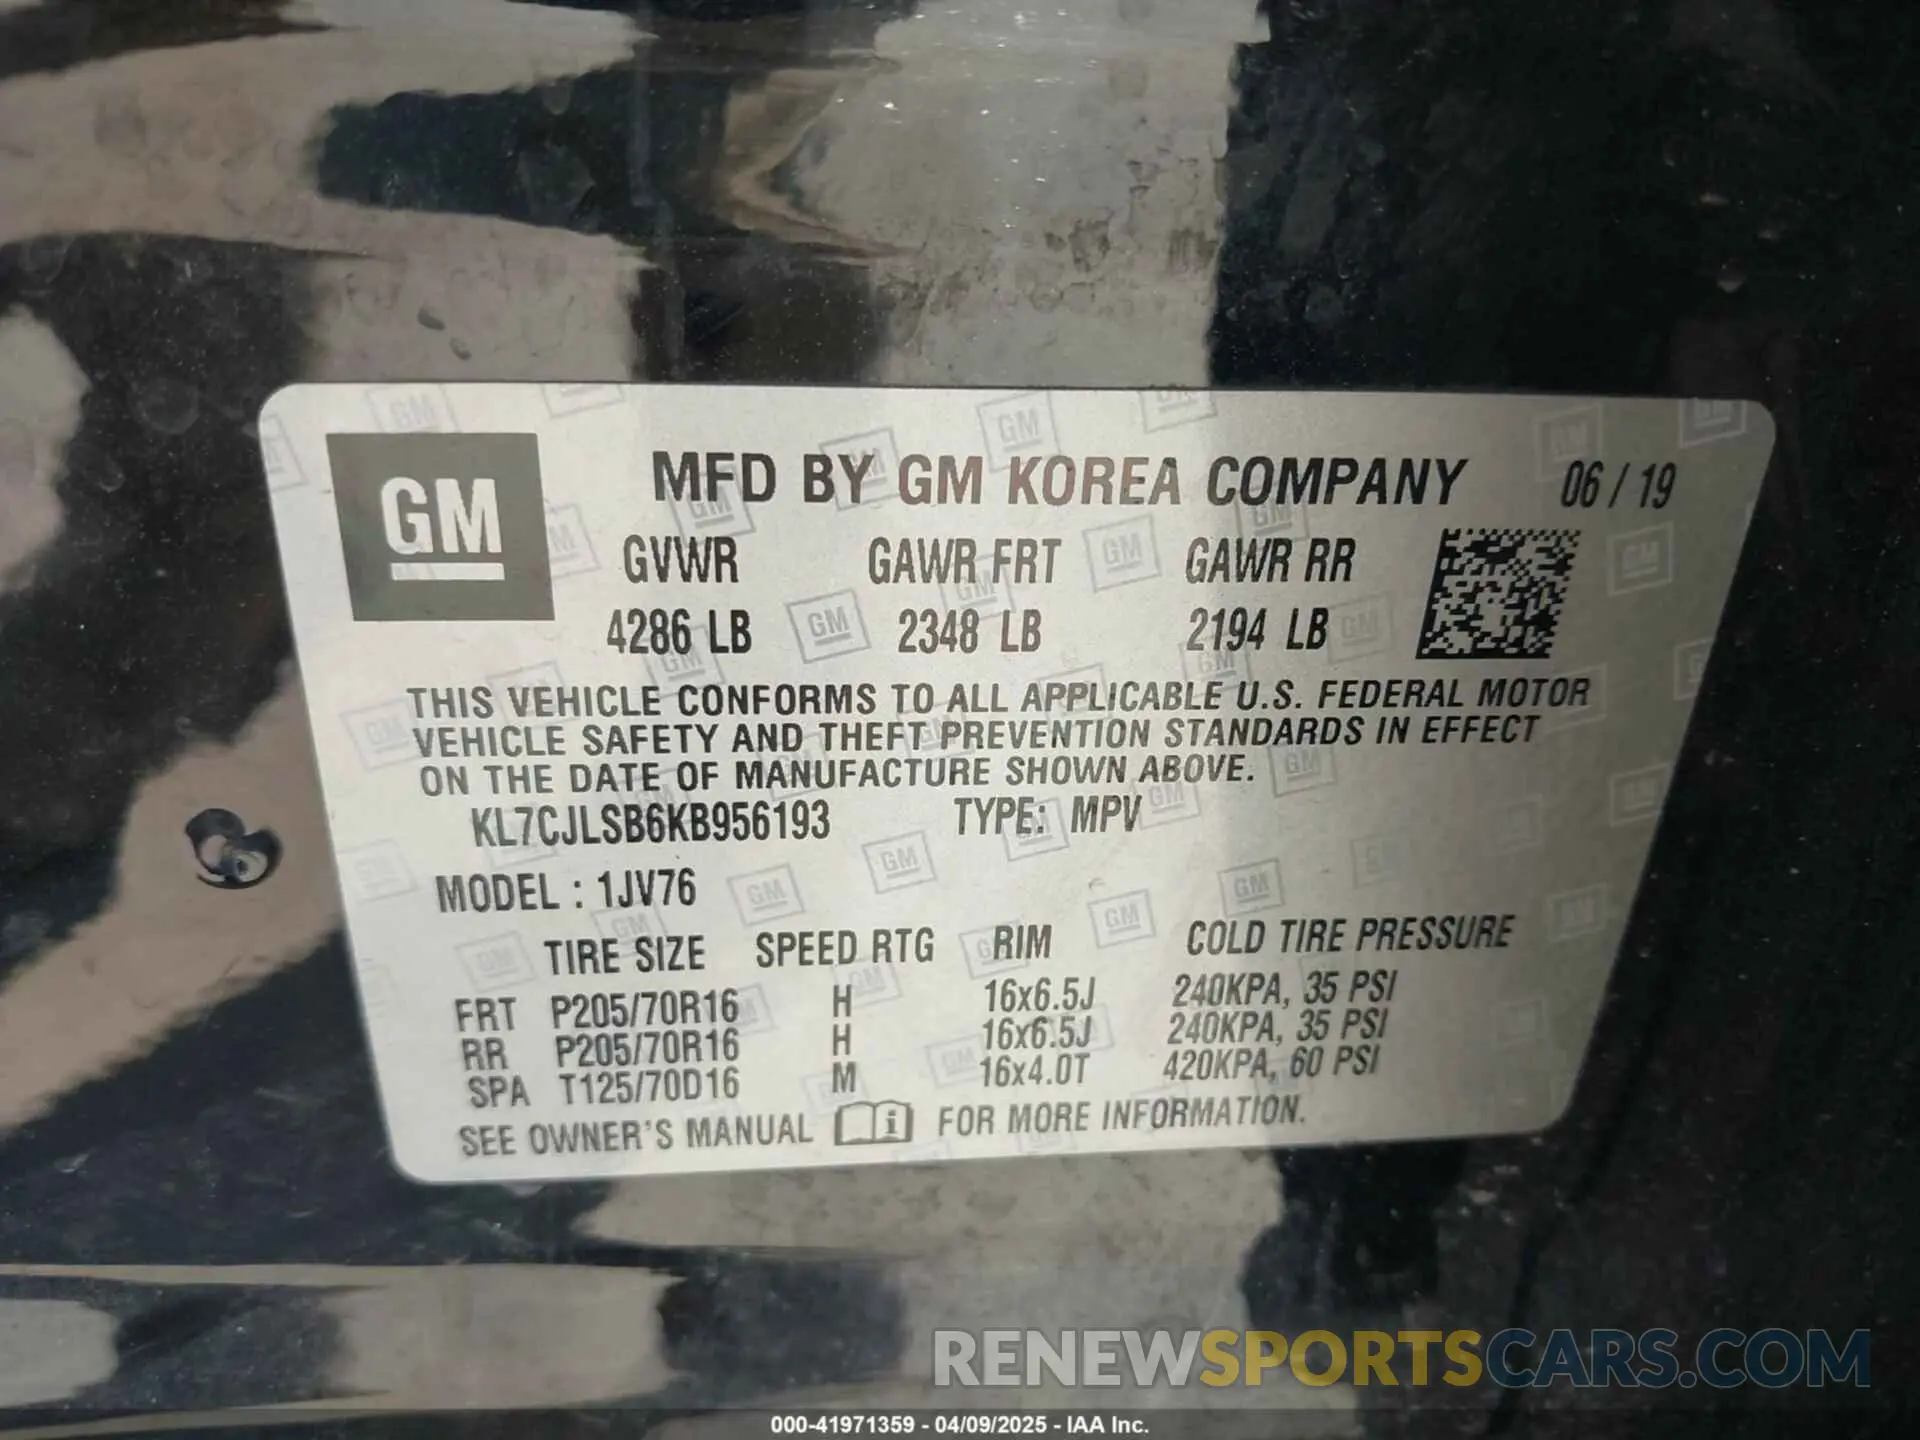 GM
MFD BY GM KOREA COMPANY 06 / 19
GVWR GAWR FRT GAWR RR
4286 LB 2348 LB 2194 LB
THIS VEHICLE CONFORMS TO ALL APPLICABLE U.S. FEDERAL MOTOR
VEHICLE SAFETY AND THEFT PREVENTION STANDARDS IN EFFECT
ON THE DATE OF MANUFACTURE SHOWN ABOVE.
KL7CJLSB6KB956193 TYPE: MPV
MODEL : 1JV76
TIRE SIZE SPEED RTG RIM COLD TIRE PRESSURE
FRT P205/70R16 H 16x6.5J 240KPA, 35 PSI
RR P205/70R16 H 16x6.5J 240KPA, 35 PSI
SPA T125/70D16 M 16x4.0T 420KPA, 60 PSI
SEE OWNER'S MANUAL i FOR MORE INFORMATION.
RENEWSPORTSCARS.COM
000-41971359 - 04/09/2025 - IAA Inc.